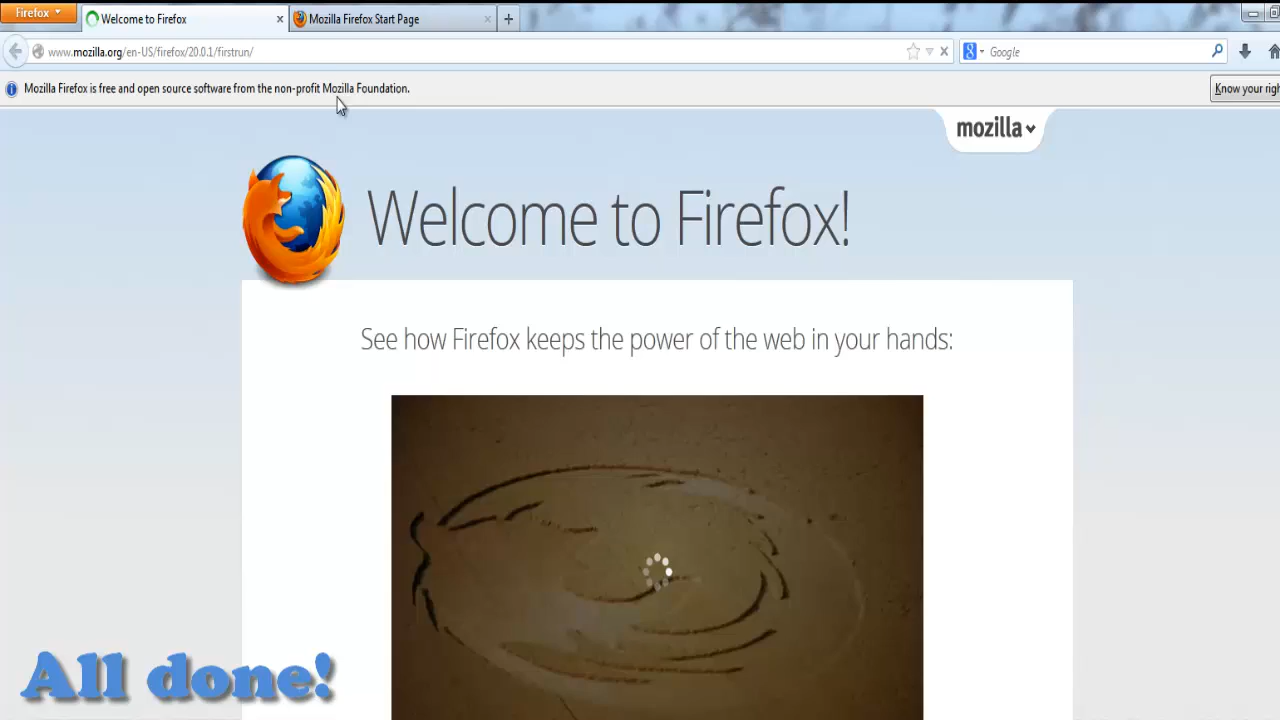 Firefox
Welcome to Firefox
Mozilla Firefox Start Page
www.mozilla.org/en-US/firefox/20.0.1/firstrun/
Google
Mozilla Firefox is free and open source software from the non-profit Mozilla Foundation.
Know your righ
mozilla
Welcome to Firefox!
See how Firefox keeps the power of the web in your hands:
All done!